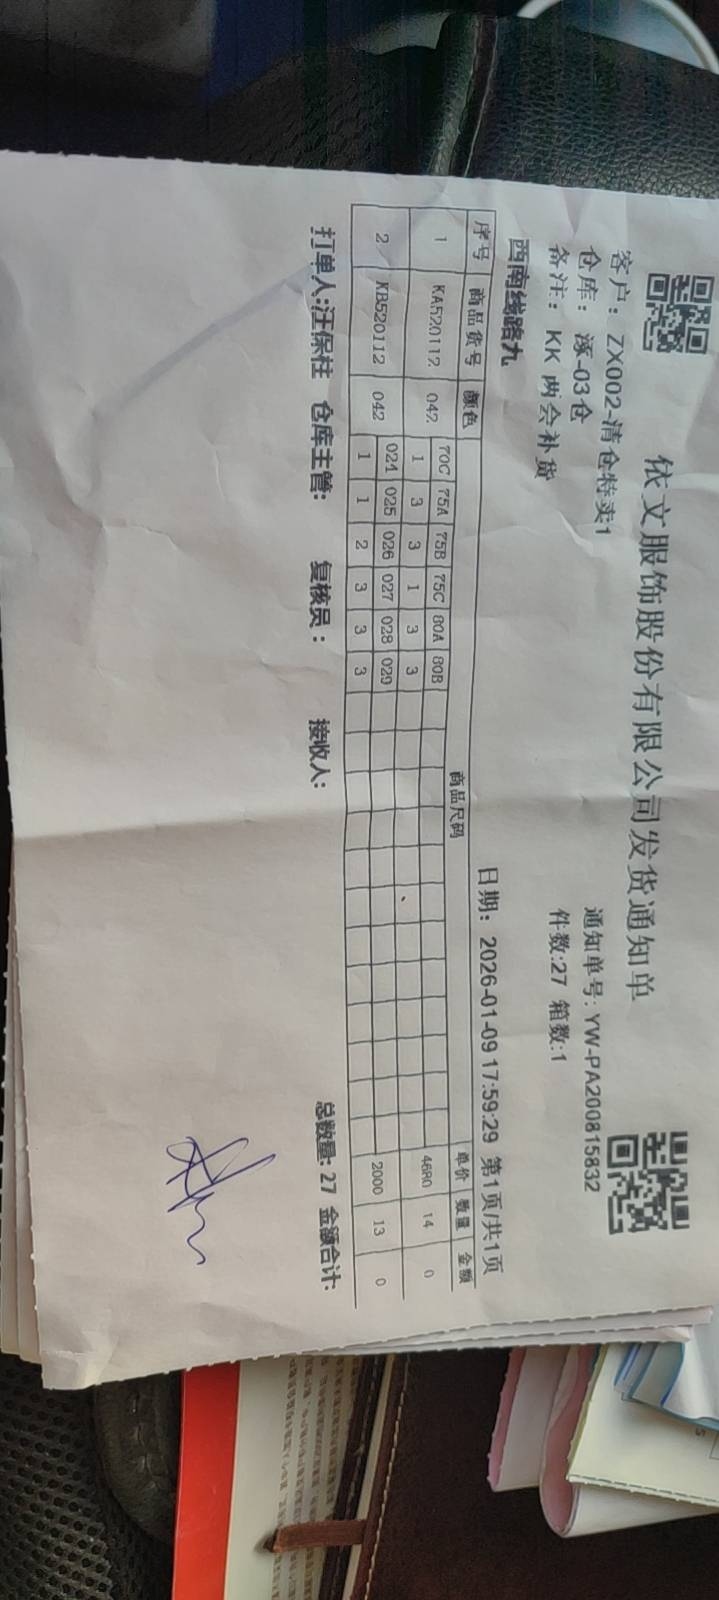 依文服饰股份有限公司发货通知单
客户：ZX002-清仓特卖1
通知单号：YW-PA200815832
仓库：涿-03仓
件数:27 箱数:1
备注：KK 两会补货
西南线路九
日期：2026-01-09 17:59:29 第1页/共1页
序号 商品货号 颜色 商品尺码 单价 数量 金额
70C 75A 75B 75C 80A 80B
1 KA520112 042 1 3 3 1 3 3 4680 14 0
024 025 026 027 028 029
2 KB520112 042 1 1 2 3 3 3 2000 13 0
打单人:汪保柱 仓库主管: 复核员： 接收人: 总数量: 27 金额合计: